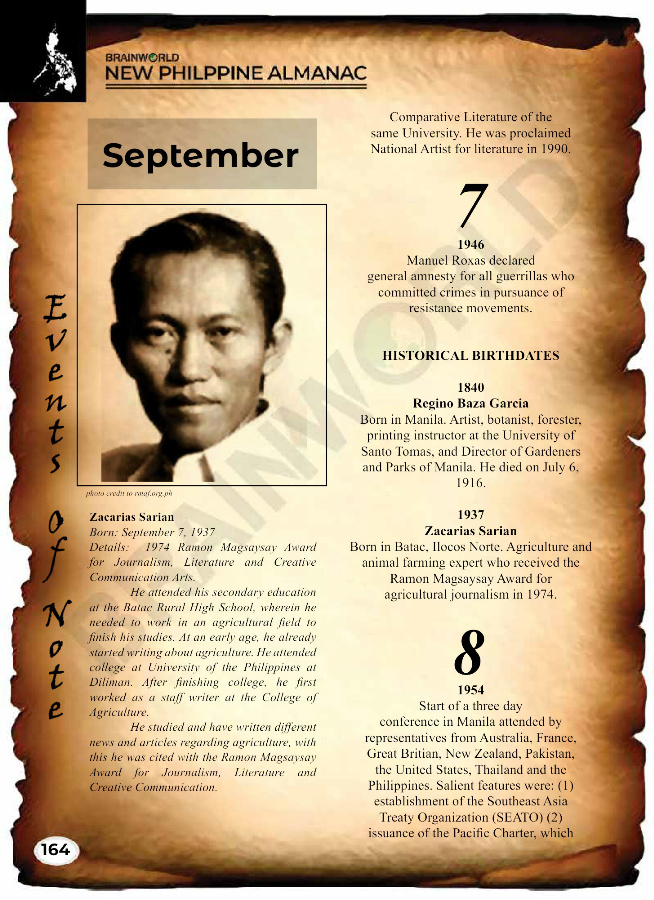 BRAINWORLD
NEW PHILPPINE ALMANAC
September
Events of Note
photo credit to rmaf.org.ph
Zacarias Sarian
Born: September 7, 1937
Details: 1974 Ramon Magsaysay Award
for Journalism, Literature and Creative
Communication Arts.
He attended his secondary education
at the Batac Rural High School, wherein he
needed to work in an agricultural field to
finish his studies. At an early age, he already
started writing about agriculture. He attended
college at University of the Philippines at
Diliman. After finishing college, he first
worked as a staff writer at the College of
Agriculture.
He studied and have written different
news and articles regarding agriculture, with
this he was cited with the Ramon Magsaysay
Award for Journalism, Literature and
Creative Communication.
Comparative Literature of the
same University. He was proclaimed
National Artist for literature in 1990.
7
1946
Manuel Roxas declared
general amnesty for all guerrillas who
committed crimes in pursuance of
resistance movements.
HISTORICAL BIRTHDATES
1840
Regino Baza Garcia
Born in Manila. Artist, botanist, forester,
printing instructor at the University of
Santo Tomas, and Director of Gardeners
and Parks of Manila. He died on July 6,
1916.
1937
Zacarias Sarian
Born in Batac, Ilocos Norte. Agriculture and
animal farming expert who received the
Ramon Magsaysay Award for
agricultural journalism in 1974.
8
1954
Start of a three day
conference in Manila attended by
representatives from Australia, France,
Great Britian, New Zealand, Pakistan,
the United States, Thailand and the
Philippines. Salient features were: (1)
establishment of the Southeast Asia
Treaty Organization (SEATO) (2)
issuance of the Pacific Charter, which
164
BRAINWORLD